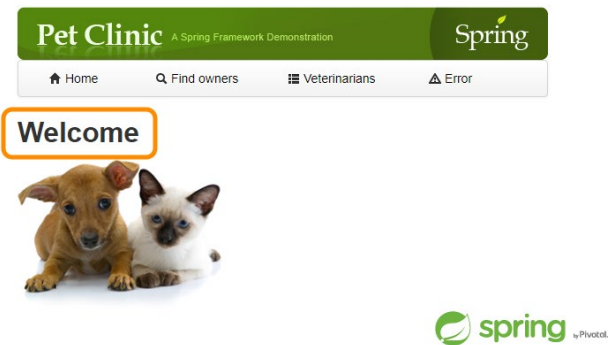 Pet Clinic A Spring Framework Demonstration Spring
Home Find owners Veterinarians Error
Welcome
spring by Pivotal.